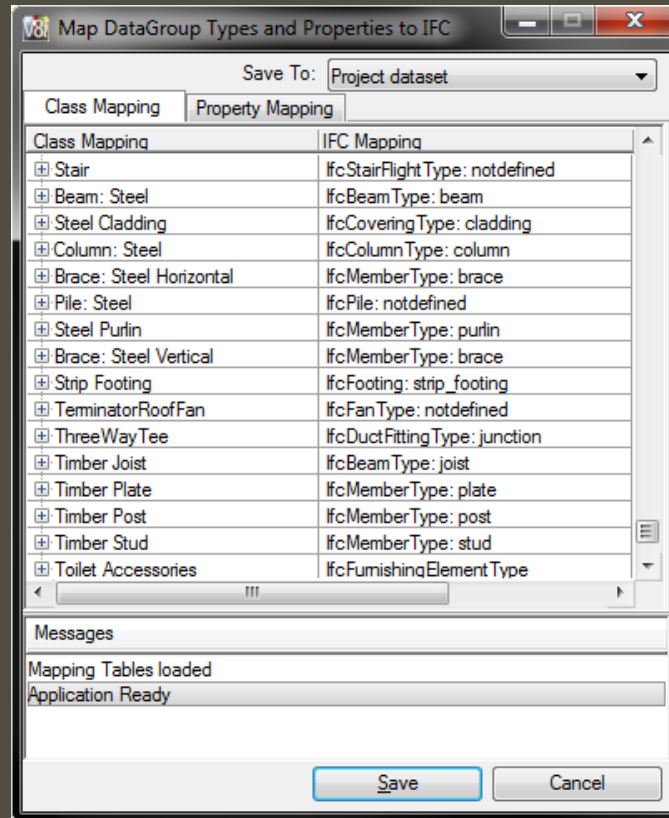 V8i Map DataGroup Types and Properties to IFC
Save To: Project dataset
Class Mapping Property Mapping
Class Mapping IFC Mapping
Stair IfcStairFlightType: notdefined
Beam: Steel IfcBeamType: beam
Steel Cladding IfcCoveringType: cladding
Column: Steel IfcColumnType: column
Brace: Steel Horizontal IfcMemberType: brace
Pile: Steel IfcPile: notdefined
Steel Purlin IfcMemberType: purlin
Brace: Steel Vertical IfcMemberType: brace
Strip Footing IfcFooting: strip_footing
TerminatorRoofFan IfcFanType: notdefined
ThreeWayTee IfcDuctFittingType: junction
Timber Joist IfcBeamType: joist
Timber Plate IfcMemberType: plate
Timber Post IfcMemberType: post
Timber Stud IfcMemberType: stud
Toilet Accessories IfcFurnishingElementType
Messages
Mapping Tables loaded
Application Ready
Save Cancel